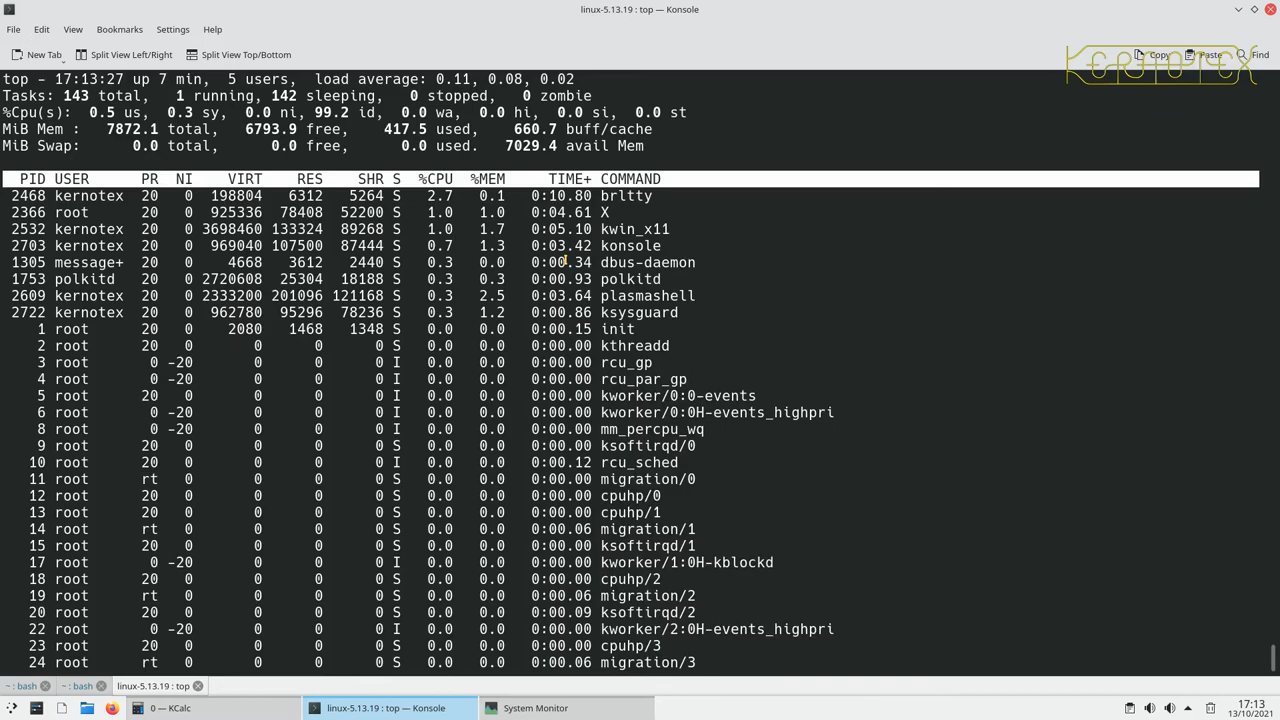 linux-5.13.19 : top — Konsole
File Edit View Bookmarks Settings Help
New Tab Split View Left/Right Split View Top/Bottom Copy Paste Find
KERNOTEX
top - 17:13:27 up 7 min, 5 users, load average: 0.11, 0.08, 0.02
Tasks: 143 total, 1 running, 142 sleeping, 0 stopped, 0 zombie
%Cpu(s): 0.5 us, 0.3 sy, 0.0 ni, 99.2 id, 0.0 wa, 0.0 hi, 0.0 si, 0.0 st
MiB Mem : 7872.1 total, 6793.9 free, 417.5 used, 660.7 buff/cache
MiB Swap: 0.0 total, 0.0 free, 0.0 used. 7029.4 avail Mem
PID USER PR NI VIRT RES SHR S %CPU %MEM TIME+ COMMAND
2468 kernotex 20 0 198804 6312 5264 S 2.7 0.1 0:10.80 brltty
2366 root 20 0 925336 78408 52200 S 1.0 1.0 0:04.61 X
2532 kernotex 20 0 3698460 133324 89268 S 1.0 1.7 0:05.10 kwin_x11
2703 kernotex 20 0 969040 107500 87444 S 0.7 1.3 0:03.42 konsole
1305 message+ 20 0 4668 3612 2440 S 0.3 0.0 0:00.34 dbus-daemon
1753 polkitd 20 0 2720608 25304 18188 S 0.3 0.3 0:00.93 polkitd
2609 kernotex 20 0 2333200 201096 121168 S 0.3 2.5 0:03.64 plasmashell
2722 kernotex 20 0 962780 95296 78236 S 0.3 1.2 0:00.86 ksysguard
1 root 20 0 2080 1468 1348 S 0.0 0.0 0:00.15 init
2 root 20 0 0 0 0 S 0.0 0.0 0:00.00 kthreadd
3 root 0 -20 0 0 0 I 0.0 0.0 0:00.00 rcu_gp
4 root 0 -20 0 0 0 I 0.0 0.0 0:00.00 rcu_par_gp
5 root 20 0 0 0 0 I 0.0 0.0 0:00.00 kworker/0:0-events
6 root 0 -20 0 0 0 I 0.0 0.0 0:00.00 kworker/0:0H-events_highpri
8 root 0 -20 0 0 0 I 0.0 0.0 0:00.00 mm_percpu_wq
9 root 20 0 0 0 0 S 0.0 0.0 0:00.00 ksoftirqd/0
10 root 20 0 0 0 0 I 0.0 0.0 0:00.12 rcu_sched
11 root rt 0 0 0 0 S 0.0 0.0 0:00.00 migration/0
12 root 20 0 0 0 0 S 0.0 0.0 0:00.00 cpuhp/0
13 root 20 0 0 0 0 S 0.0 0.0 0:00.00 cpuhp/1
14 root rt 0 0 0 0 S 0.0 0.0 0:00.06 migration/1
15 root 20 0 0 0 0 S 0.0 0.0 0:00.00 ksoftirqd/1
17 root 0 -20 0 0 0 I 0.0 0.0 0:00.00 kworker/1:0H-kblockd
18 root 20 0 0 0 0 S 0.0 0.0 0:00.00 cpuhp/2
19 root rt 0 0 0 0 S 0.0 0.0 0:00.06 migration/2
20 root 20 0 0 0 0 S 0.0 0.0 0:00.09 ksoftirqd/2
22 root 0 -20 0 0 0 I 0.0 0.0 0:00.00 kworker/2:0H-events_highpri
23 root 20 0 0 0 0 S 0.0 0.0 0:00.00 cpuhp/3
24 root rt 0 0 0 0 S 0.0 0.0 0:00.06 migration/3
~ : bash ~ : bash linux-5.13.19 : top
0 — KCalc linux-5.13.19 : top — Konsole System Monitor 17:13
13/10/2021